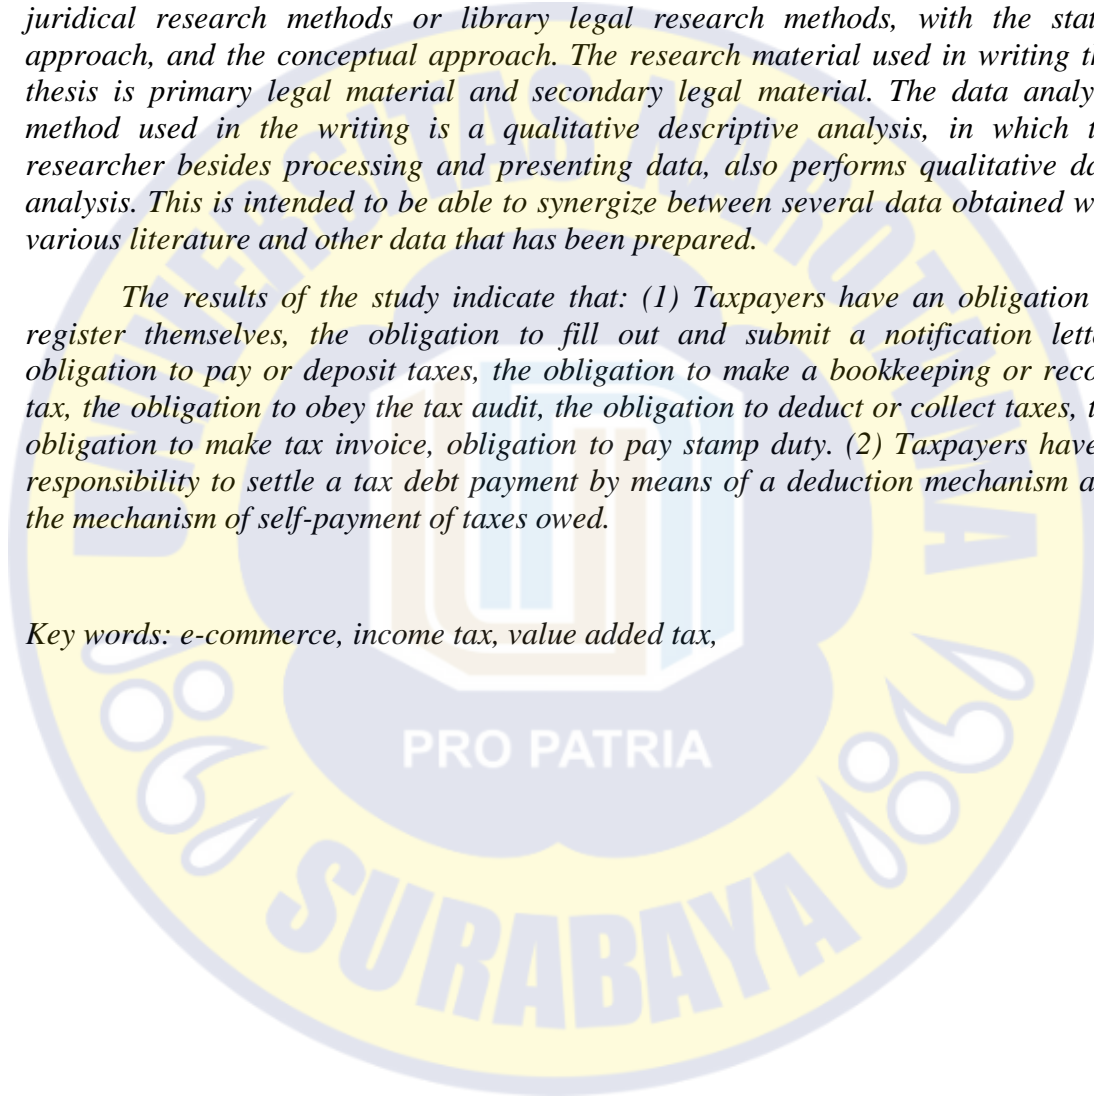 juridical research methods or library legal research methods, with the stat
approach, and the conceptual approach. The research material used in writing th
thesis is primary legal material and secondary legal material. The data analy
method used in the writing is a qualitative descriptive analysis, in which t
researcher besides processing and presenting data, also performs qualitative da
analysis. This is intended to be able to synergize between several data obtained w
various literature and other data that has been prepared.
The results of the study indicate that: (1) Taxpayers have an obligation
register themselves, the obligation to fill out and submit a notification lett
obligation to pay or deposit taxes, the obligation to make a bookkeeping or reco
tax, the obligation to obey the tax audit, the obligation to deduct or collect taxes, t
obligation to make tax invoice, obligation to pay stamp duty. (2) Taxpayers have
responsibility to settle a tax debt payment by means of a deduction mechanism a
the mechanism of self-payment of taxes owed.
Key words: e-commerce, income tax, value added tax,
UNIVERSITAS NAROTAMA
PRO PATRIA
SURABAYA